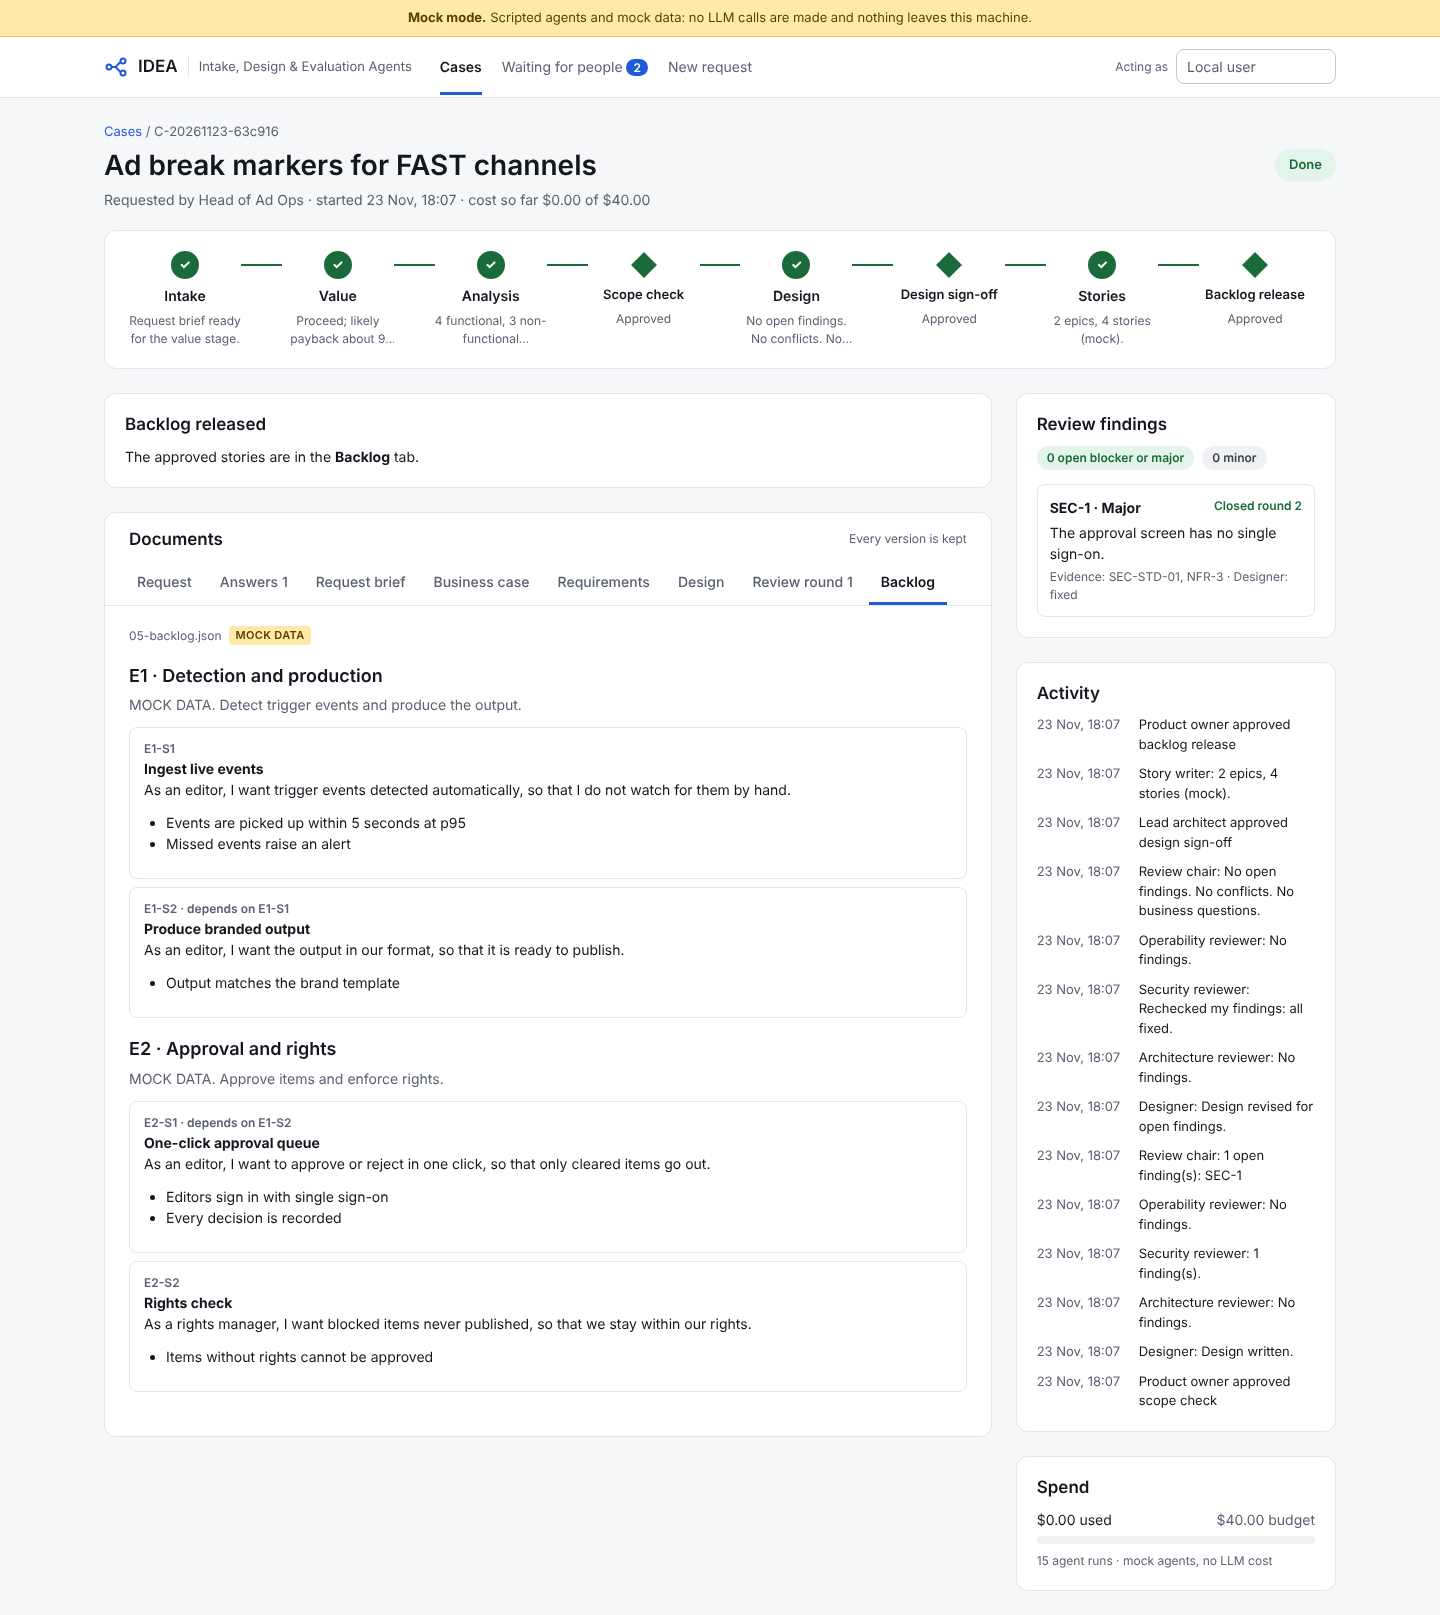 Mock mode. Scripted agents and mock data: no LLM calls are made and nothing leaves this machine.
IDEA
Intake, Design & Evaluation Agents
Cases
Waiting for people 2
New request
Acting as
Local user
Cases / C-20261123-63c916
Ad break markers for FAST channels
Done
Requested by Head of Ad Ops · started 23 Nov, 18:07 · cost so far $0.00 of $40.00
Intake
Request brief ready
for the value stage.
Value
Proceed; likely
payback about 9...
Analysis
4 functional, 3 non-
functional...
Scope check
Approved
Design
No open findings.
No conflicts. No...
Design sign-off
Approved
Stories
2 epics, 4 stories
(mock).
Backlog release
Approved
Backlog released
The approved stories are in the Backlog tab.
Documents
Every version is kept
Request
Answers 1
Request brief
Business case
Requirements
Design
Review round 1
Backlog
05-backlog.json
MOCK DATA
E1 · Detection and production
MOCK DATA. Detect trigger events and produce the output.
E1-S1
Ingest live events
As an editor, I want trigger events detected automatically, so that I do not watch for them by hand.
• Events are picked up within 5 seconds at p95
• Missed events raise an alert
E1-S2 · depends on E1-S1
Produce branded output
As an editor, I want the output in our format, so that it is ready to publish.
• Output matches the brand template
E2 · Approval and rights
MOCK DATA. Approve items and enforce rights.
E2-S1 · depends on E1-S2
One-click approval queue
As an editor, I want to approve or reject in one click, so that only cleared items go out.
• Editors sign in with single sign-on
• Every decision is recorded
E2-S2
Rights check
As a rights manager, I want blocked items never published, so that we stay within our rights.
• Items without rights cannot be approved
Review findings
0 open blocker or major
0 minor
SEC-1 · Major
Closed round 2
The approval screen has no single
sign-on.
Evidence: SEC-STD-01, NFR-3 · Designer:
fixed
Activity
23 Nov, 18:07 Product owner approved
backlog release
23 Nov, 18:07 Story writer: 2 epics, 4
stories (mock).
23 Nov, 18:07 Lead architect approved
design sign-off
23 Nov, 18:07 Review chair: No open
findings. No conflicts. No
business questions.
23 Nov, 18:07 Operability reviewer: No
findings.
23 Nov, 18:07 Security reviewer:
Rechecked my findings: all
fixed.
23 Nov, 18:07 Architecture reviewer: No
findings.
23 Nov, 18:07 Designer: Design revised for
open findings.
23 Nov, 18:07 Review chair: 1 open
finding(s): SEC-1
23 Nov, 18:07 Operability reviewer: No
findings.
23 Nov, 18:07 Security reviewer: 1
finding(s).
23 Nov, 18:07 Architecture reviewer: No
findings.
23 Nov, 18:07 Designer: Design written.
23 Nov, 18:07 Product owner approved
scope check
Spend
$0.00 used
$40.00 budget
15 agent runs · mock agents, no LLM cost